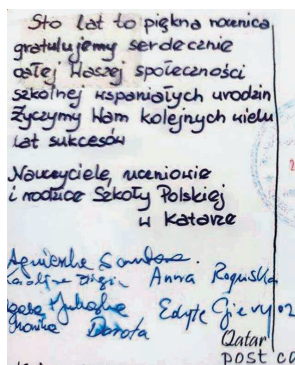 Sto lat to piękna rocznica,
gratulujemy serdecznie
całej Waszej społeczności
szkolnej wspaniałych urodzin
Życzymy Wam kolejnych wielu
lat sukcesów
Nauczyciele, uczniowie
i rodzice Szkoły Polskiej
w Katarze
Agnieszka
Anna Roguska
Dorota Edyta
Qatar
post